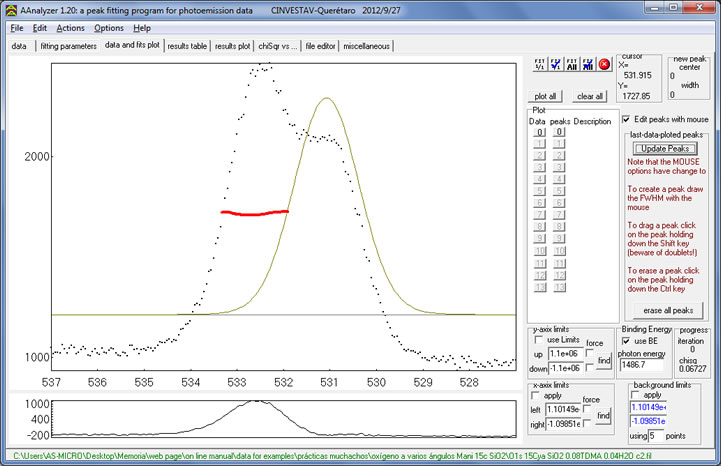 AAnalyzer 1.20: a peak fitting program for photoemission data CINVESTAV-Querétaro 2012/9/27
File Edit Actions Options Help
data fitting parameters data and fits plot results table results plot chiSqr vs ... file editor miscellaneous
FIT 1/1 FIT FIT All FIT All
cursor
X=
531.915
Y=
1727.85
new peak
center
0
width
0
plot all clear all
Plot
Data peaks Description
0 0
1 1
2 2
3 3
4 4
5 5
6 6
7 7
8 8
9 9
10 10
11 11
12 12
13 13
Edit peaks with mouse
last-data-ploted peaks
Update Peaks
Note that the MOUSE
options have change to
To create a peak draw
the FWHM with the
mouse
To drag a peak click
on the peak holding
down the Shift key
(beware of doublets!)
To erase a peak click
on the peak holding
down the Ctrl key
erase all peaks
2000
1000
537 536 535 534 533 532 531 530 529 528
1000
400
-200
y-axis limits
use Limits
force
up 1.1e+06
down -1.1e+06
find
Binding Energy
use BE
photon energy
1486.7
progress
iteration
0
chisq
0.06727
x-axis limits
apply
force
left 1.10149e+
right -1.09851e
find
background limits
apply
1.10149e+
-1.09851e
using 5 points
C:\Users\AS-MICRO\Desktop\Memoria\web page\on line manual\data for examples\prácticas muchachos\oxígeno a varios ángulos Mani 15c SiO2\O1s 15Cya SiO2 0.08TDMA 0.04H2O c2.fil